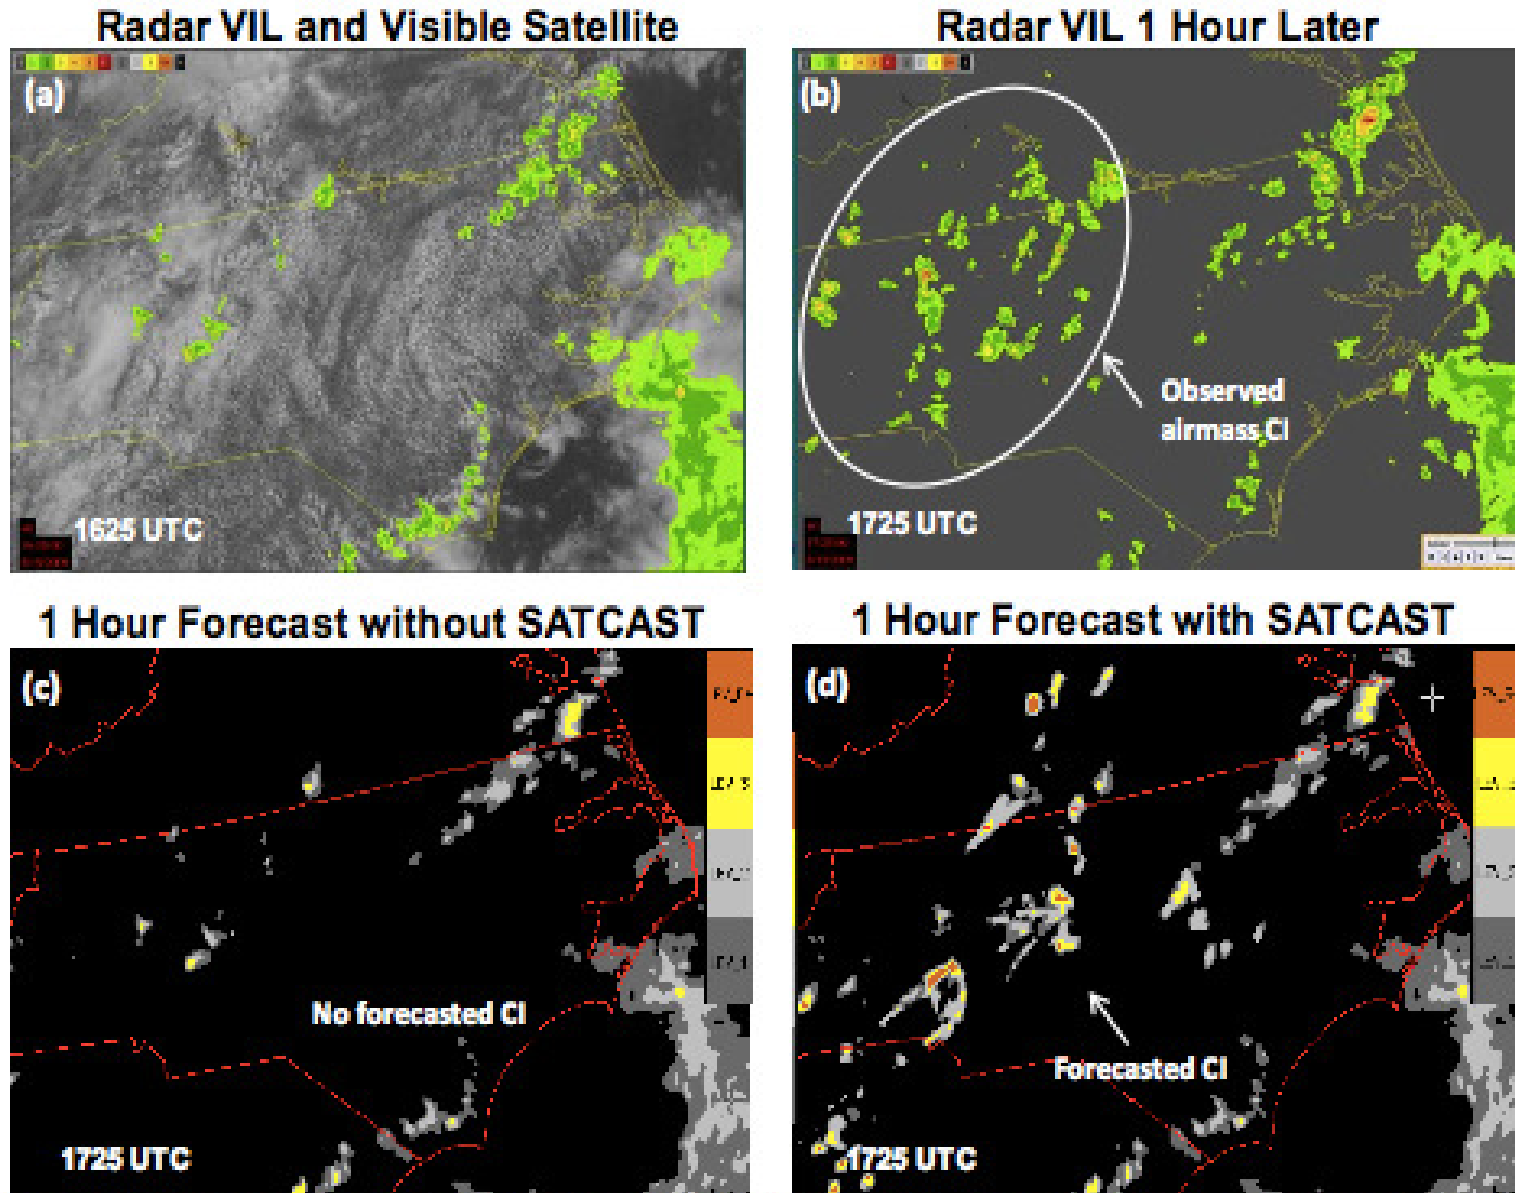 Radar VIL and Visible Satellite
Radar VIL 1 Hour Later
(a)
1625 UTC
(b)
Observed
airmass CI
1725 UTC
1 Hour Forecast without SATCAST
1 Hour Forecast with SATCAST
(c)
No forecasted CI
1725 UTC
(d)
Forecasted CI
1725 UTC